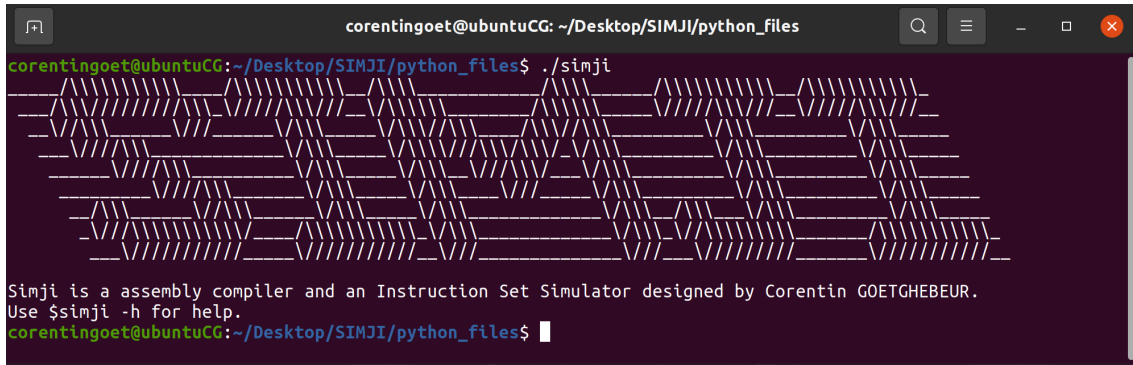 corentingoet@ubuntuCG: ~/Desktop/SIMJI/python_files
corentingoet@ubuntuCG:~/Desktop/SIMJI/python_files$ ./simji
SIMJI
Simji is a assembly compiler and an Instruction Set Simulator designed by Corentin GOETGHEBEUR.
Use $simji -h for help.
corentingoet@ubuntuCG:~/Desktop/SIMJI/python_files$